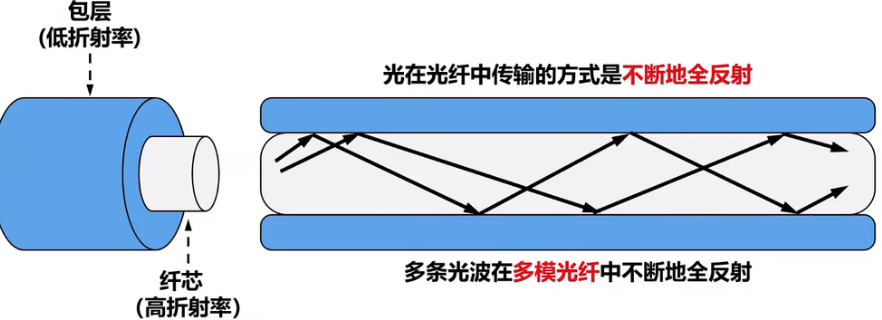 包层
(低折射率)
光在光纤中传输的方式是不断地全反射
纤芯
(高折射率)
多条光波在多模光纤中不断地全反射